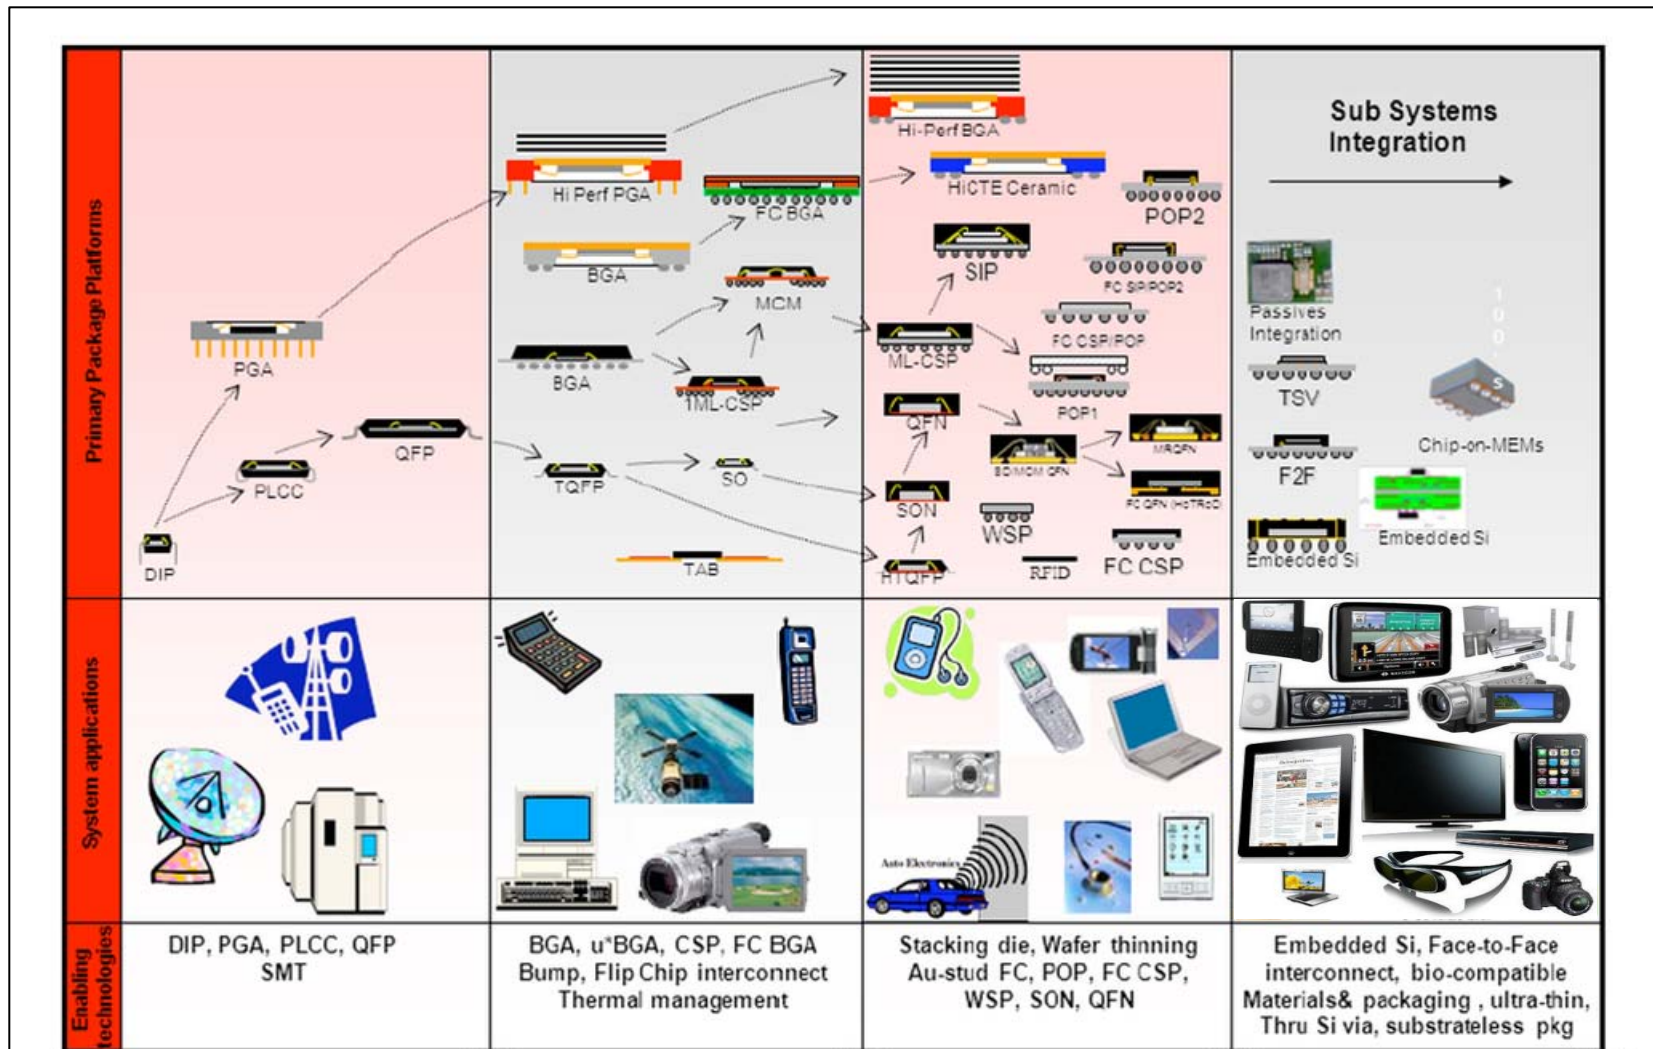 Primary Package Platforms
DIP
PGA
PLCC
QFP
Hi Perf PGA
FC BGA
BGA
MCM
BGA
1ML-CSP
TQFP
SO
TAB
Hi-Perf BGA
HiCTE Ceramic
POP2
SIP
FC SIP/POP2
FC CSP/POP
ML-CSP
POP1
QFN
SO/MCM QFN
MRQFN
FC QFN
SON
WSP
HTQFP
RFID
FC CSP
Sub Systems
Integration
Passives
Integration
TSV
Chip-on-MEMs
F2F
Embedded Si
Embedded Si
System applications
Auto Electronics
Enabling
technologies
DIP, PGA, PLCC, QFP
SMT
BGA, u*BGA, CSP, FC BGA
Bump, Flip Chip interconnect
Thermal management
Stacking die, Wafer thinning
Au-stud FC, POP, FC CSP,
WSP, SON, QFN
Embedded Si, Face-to-Face
interconnect, bio-compatible
Materials& packaging , ultra-thin,
Thru Si via, substrateless pkg